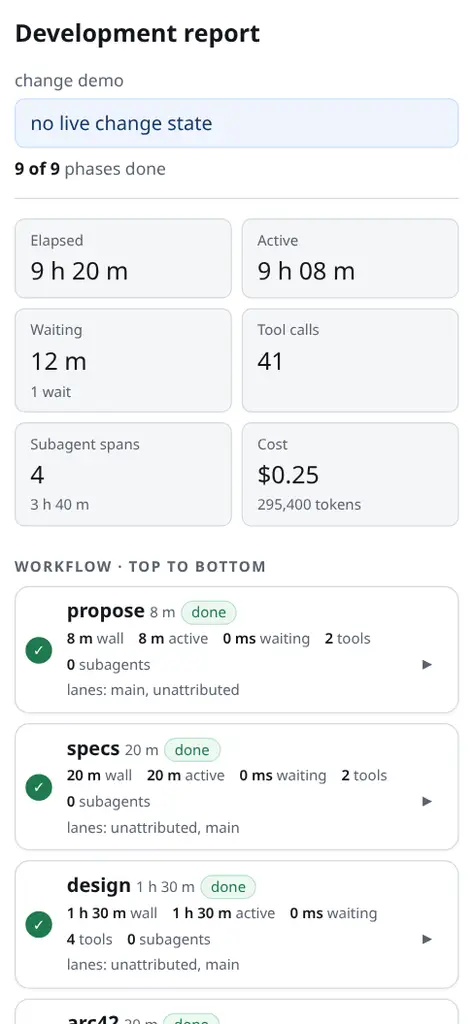 Development report
change demo
no live change state
9 of 9 phases done
Elapsed
9 h 20 m
Active
9 h 08 m
Waiting
12 m
1 wait
Tool calls
41
Subagent spans
4
3 h 40 m
Cost
$0.25
295,400 tokens
WORKFLOW · TOP TO BOTTOM
✓
propose 8 m done
8 m wall 8 m active 0 ms waiting 2 tools
0 subagents
lanes: main, unattributed
▶
✓
specs 20 m done
20 m wall 20 m active 0 ms waiting 2 tools
0 subagents
lanes: unattributed, main
▶
✓
design 1 h 30 m done
1 h 30 m wall 1 h 30 m active 0 ms waiting
4 tools 0 subagents
lanes: unattributed, main
▶
arc42 20 m done